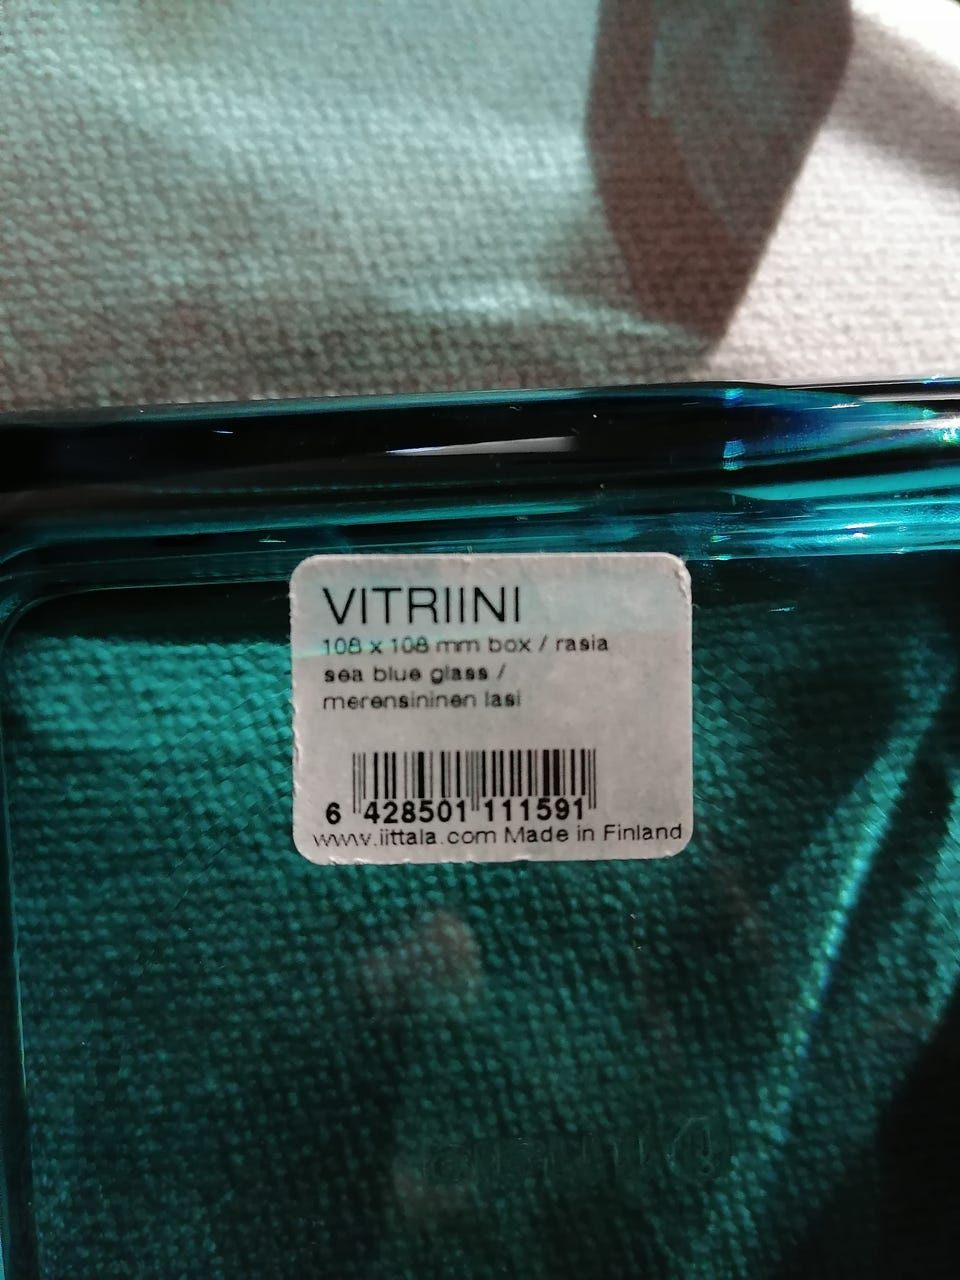 VITRIINI
108 x 108 mm box / rasia
sea blue glass /
merensininen lasi
6 428501 111591
www.iittala.com Made in Finland